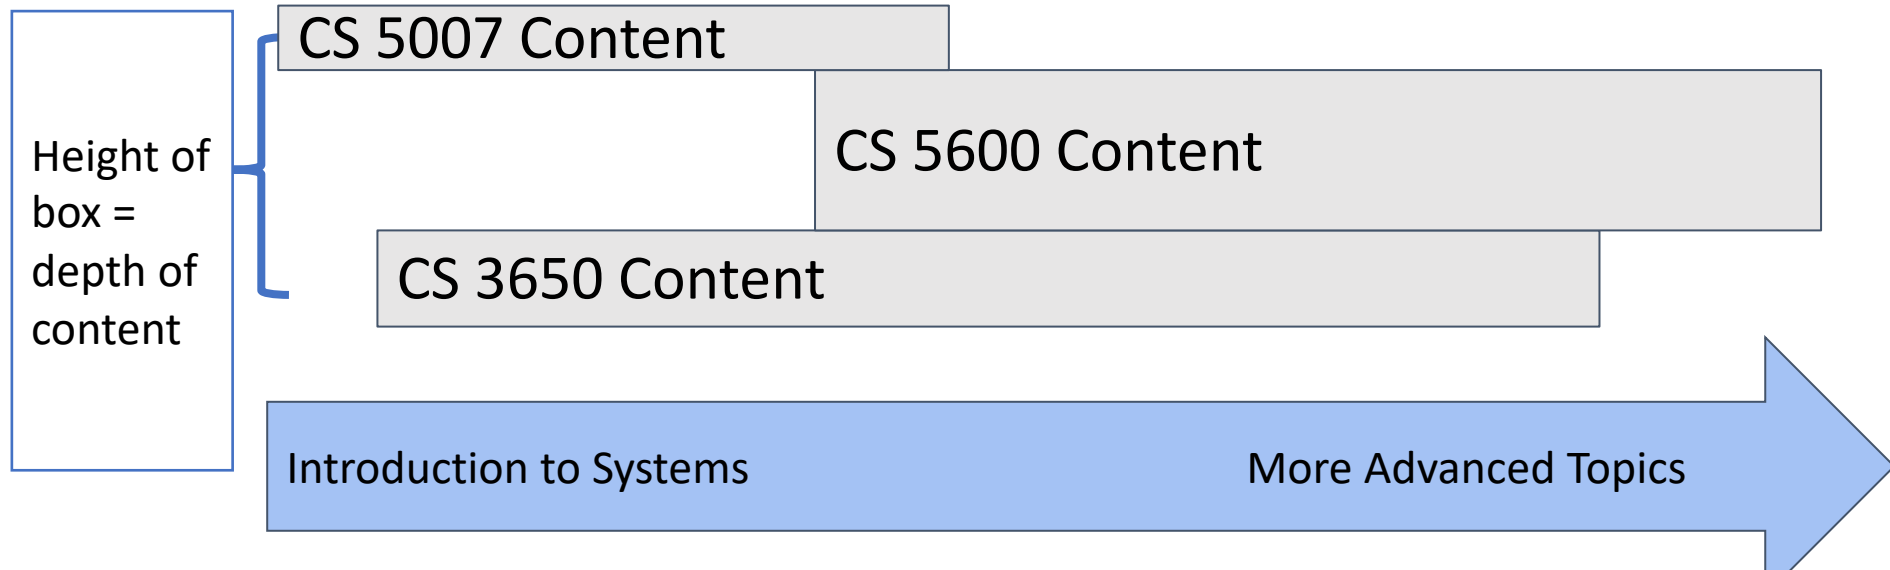 CS 5007 Content
Height of
box =
depth of
content
CS 5600 Content
CS 3650 Content
Introduction to Systems
More Advanced Topics